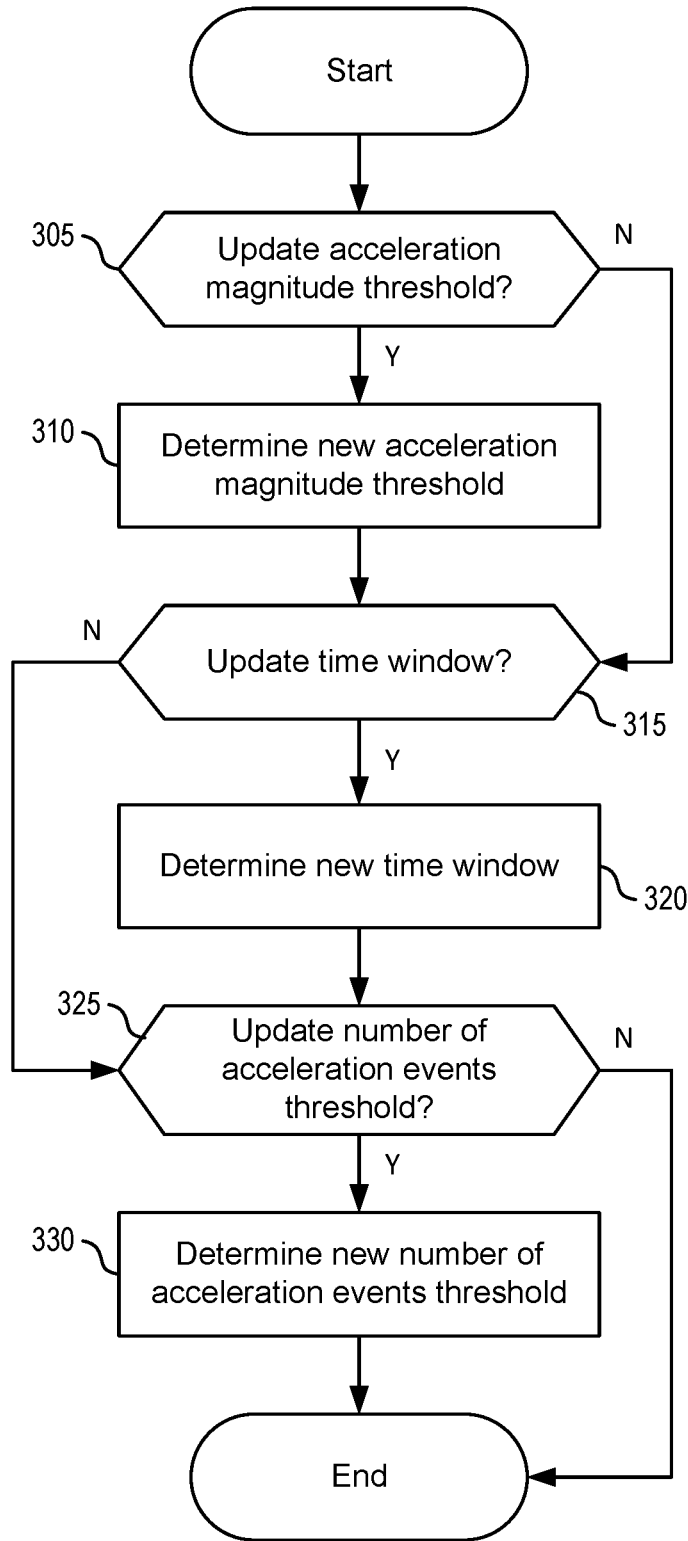 Start
305
Update acceleration
magnitude threshold?
N
Y
310
Determine new acceleration
magnitude threshold
N
Update time window?
315
Y
Determine new time window
320
325
Update number of
acceleration events
threshold?
N
Y
330
Determine new number of
acceleration events threshold
End